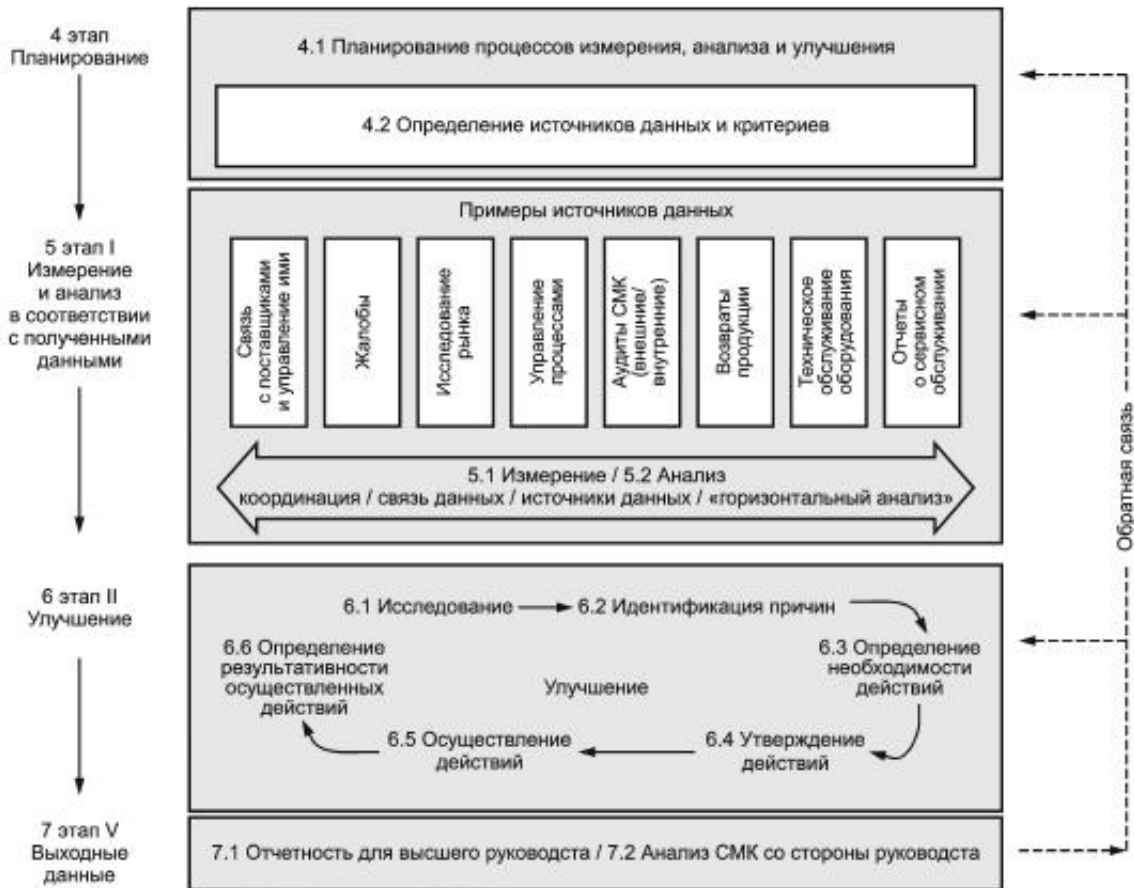 4 этап
Планирование
4.1 Планирование процессов измерения, анализа и улучшения
4.2 Определение источников данных и критериев
5 этап I
Измерение
и анализ
в соответствии
с полученными
данными
Примеры источников данных
Связь
с поставщиками
и управление ими
Жалобы
Исследование
рынка
Управление
процессами
Аудиты СМК
(внешние/
внутренние)
Возвраты
продукции
Техническое
обслуживание
оборудования
Отчеты
о сервисном
обслуживании
5.1 Измерение / 5.2 Анализ
координация / связь данных / источники данных / «горизонтальный анализ»
6 этап II
Улучшение
6.1 Исследование
6.2 Идентификация причин
6.3 Определение
необходимости
действий
6.4 Утверждение
действий
6.5 Осуществление
действий
6.6 Определение
результативности
осуществленных
действий
Улучшение
7 этап V
Выходные
данные
7.1 Отчетность для высшего руководста / 7.2 Анализ СМК со стороны руководста
Обратная связь